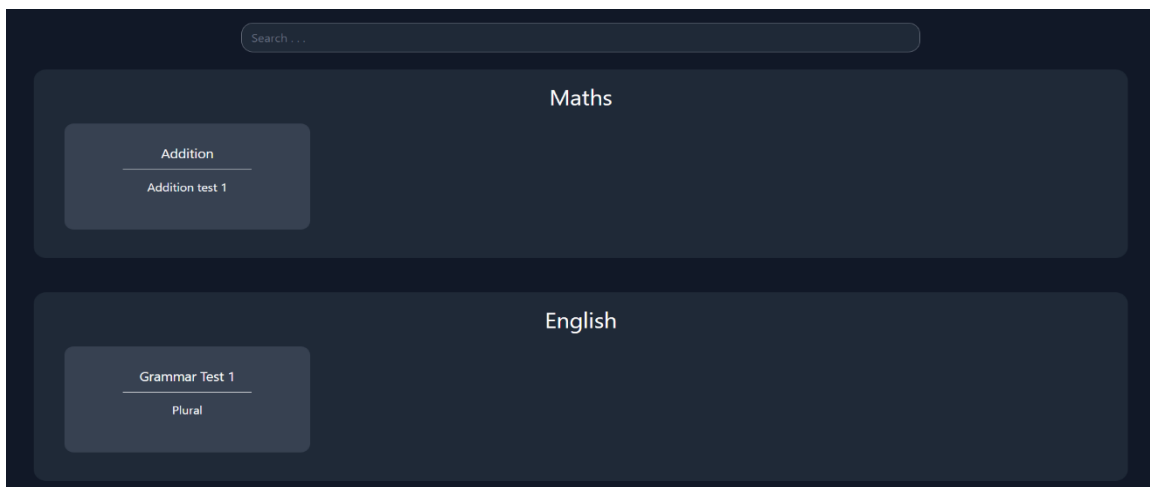 Search . . .
Maths
Addition
Addition test 1
English
Grammar Test 1
Plural